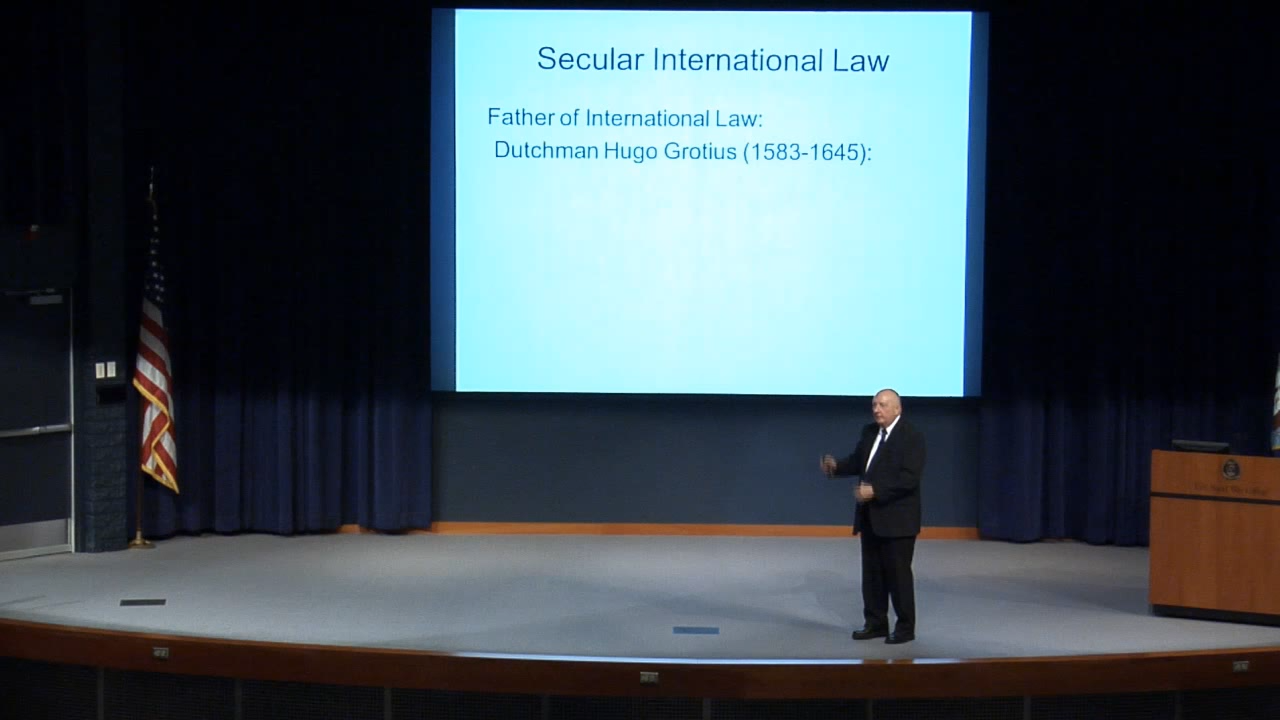 Secular International Law
Father of International Law:
Dutchman Hugo Grotius (1583-1645):